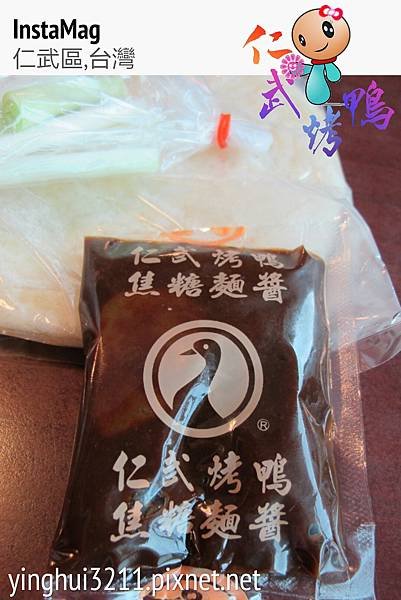 InstaMag
仁武區,台灣
仁武烤鴨
仁武烤鴨
焦糖麵醬
®
仁武烤鴨
焦糖麵醬
yinghui3211.pixnet.net